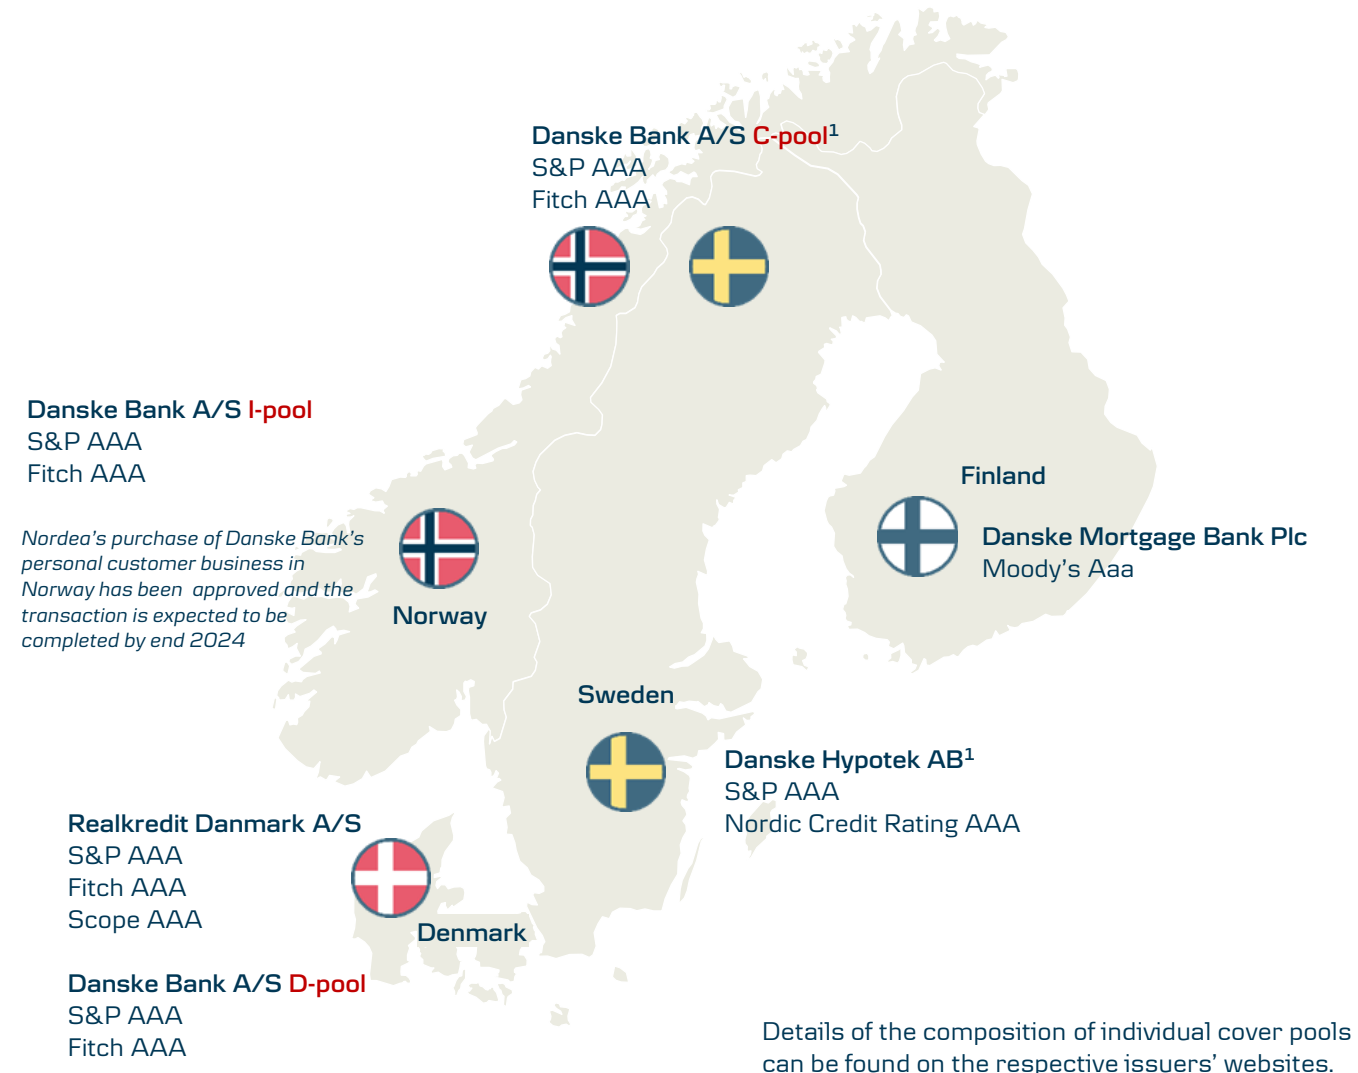 Danske Bank A/S C-pool¹
S&P AAA
Fitch AAA
Danske Bank A/S I-pool
S&P AAA
Fitch AAA
Nordea’s purchase of Danske Bank’s
personal customer business in
Norway has been  approved and the
transaction is expected to be
completed by end 2024
Norway
Finland
Danske Mortgage Bank Plc
Moody’s Aaa
Sweden
Danske Hypotek AB¹
S&P AAA
Nordic Credit Rating AAA
Realkredit Danmark A/S
S&P AAA
Fitch AAA
Scope AAA
Denmark
Danske Bank A/S D-pool
S&P AAA
Fitch AAA
Details of the composition of individual cover pools
can be found on the respective issuers’ websites.